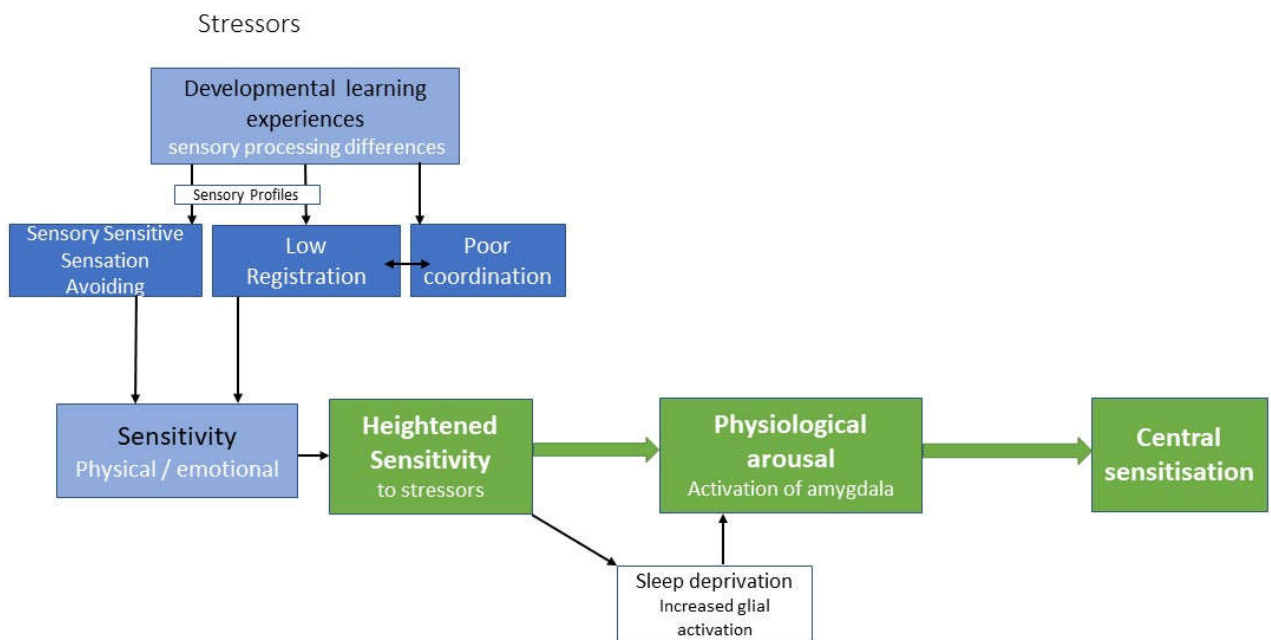 Stressors
Developmental learning
experiences
sensory processing differences
Sensory Profiles
Sensory Sensitive
Sensation
Avoiding
Low
Registration
Poor
coordination
Sensitivity
Physical / emotional
Heightened
Sensitivity
to stressors
Physiological
arousal
Activation of amygdala
Central
sensitisation
Sleep deprivation
Increased glial
activation